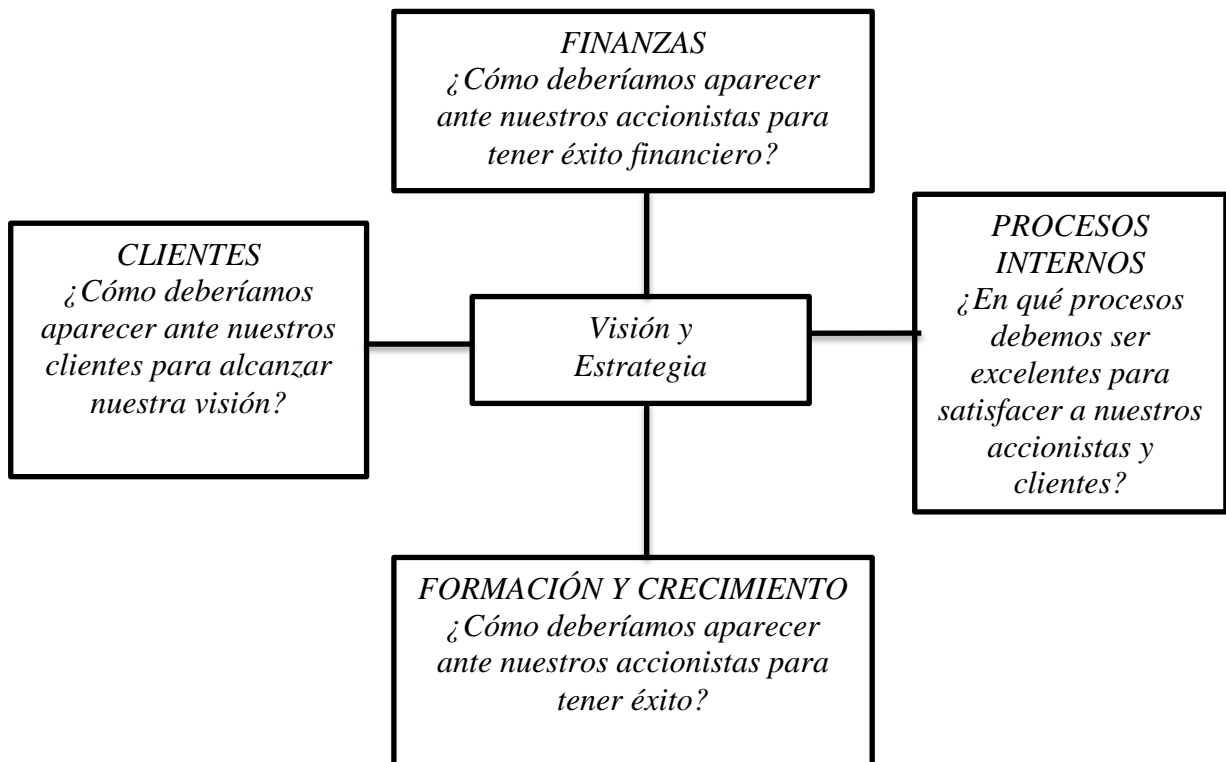 FINANZAS
¿Cómo deberíamos aparecer
ante nuestros accionistas para
tener éxito financiero?
CLIENTES
¿Cómo deberíamos
aparecer ante nuestros
clientes para alcanzar
nuestra visión?
Visión y
Estrategia
PROCESOS
INTERNOS
¿En qué procesos
debemos ser
excelentes para
satisfacer a nuestros
accionistas y
clientes?
FORMACIÓN Y CRECIMIENTO
¿Cómo deberíamos aparecer
ante nuestros accionistas para
tener éxito?